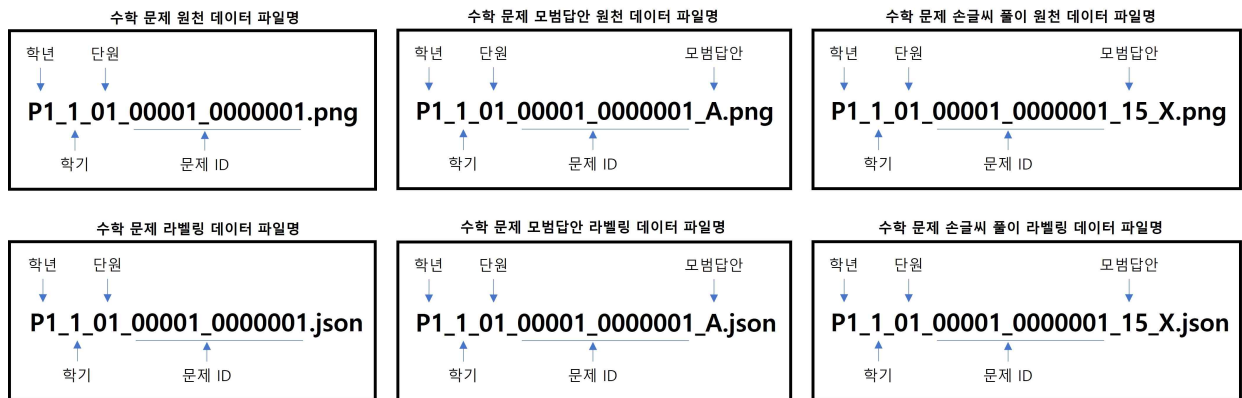 수학 문제 원천 데이터 파일명
학년 단원
P1_1_01_00001_0000001.png
학기 문제 ID
수학 문제 모범답안 원천 데이터 파일명
학년 단원 모범답안
P1_1_01_00001_0000001_A.png
학기 문제 ID
수학 문제 손글씨 풀이 원천 데이터 파일명
학년 단원 모범답안
P1_1_01_00001_0000001_15_X.png
학기 문제 ID
수학 문제 라벨링 데이터 파일명
학년 단원
P1_1_01_00001_0000001.json
학기 문제 ID
수학 문제 모범답안 라벨링 데이터 파일명
학년 단원 모범답안
P1_1_01_00001_0000001_A.json
학기 문제 ID
수학 문제 손글씨 풀이 라벨링 데이터 파일명
학년 단원 모범답안
P1_1_01_00001_0000001_15_X.json
학기 문제 ID